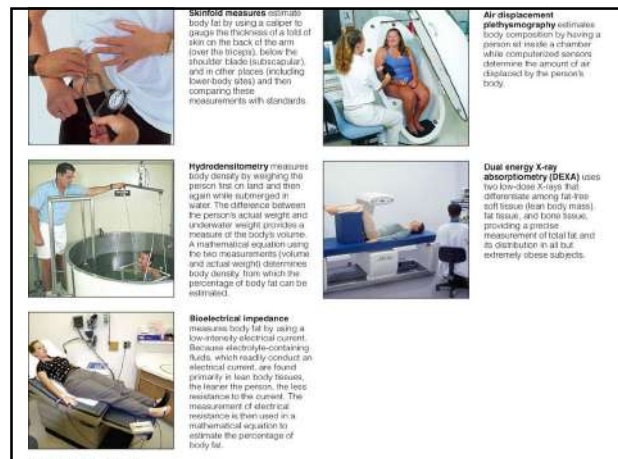 Skinfold measures estimate
body fat by using a caliper to
gauge the thickness of a fold of
skin on the back of the arm
(over the triceps), below the
shoulder blade (subscapular),
and in other places (including
lower-body sites) and then
comparing these
measurements with standards.
Hydrodensitometry measures
body density by weighing the
person first on land and then
again while submerged in
water. The difference between
the person's actual weight and
underwater weight provides a
measure of the body's volume.
A mathematical equation using
the two measurements (volume
and actual weight) determines
body density, from which the
percentage of body fat can be
estimated.
Bioelectrical impedance
measures body fat by using a
low-intensity electrical current.
Because electrolyte-containing
fluids, which readily conduct an
electrical current, are found
primarily in lean body tissues,
the leaner the person, the less
resistance to the current. The
measurement of electrical
resistance is then used in a
mathematical equation to
estimate the percentage of
body fat.
Air displacement
plethysmography estimates
body composition by having a
person sit inside a chamber
while computerized sensors
determine the amount of air
displaced by the person's
body.
Dual energy X-ray
absorptiometry (DEXA) uses
two low-dose X-rays that
differentiate among fat-free
soft tissue (lean body mass),
fat tissue, and bone tissue,
providing a precise
measurement of total fat and
its distribution in all but
extremely obese subjects.